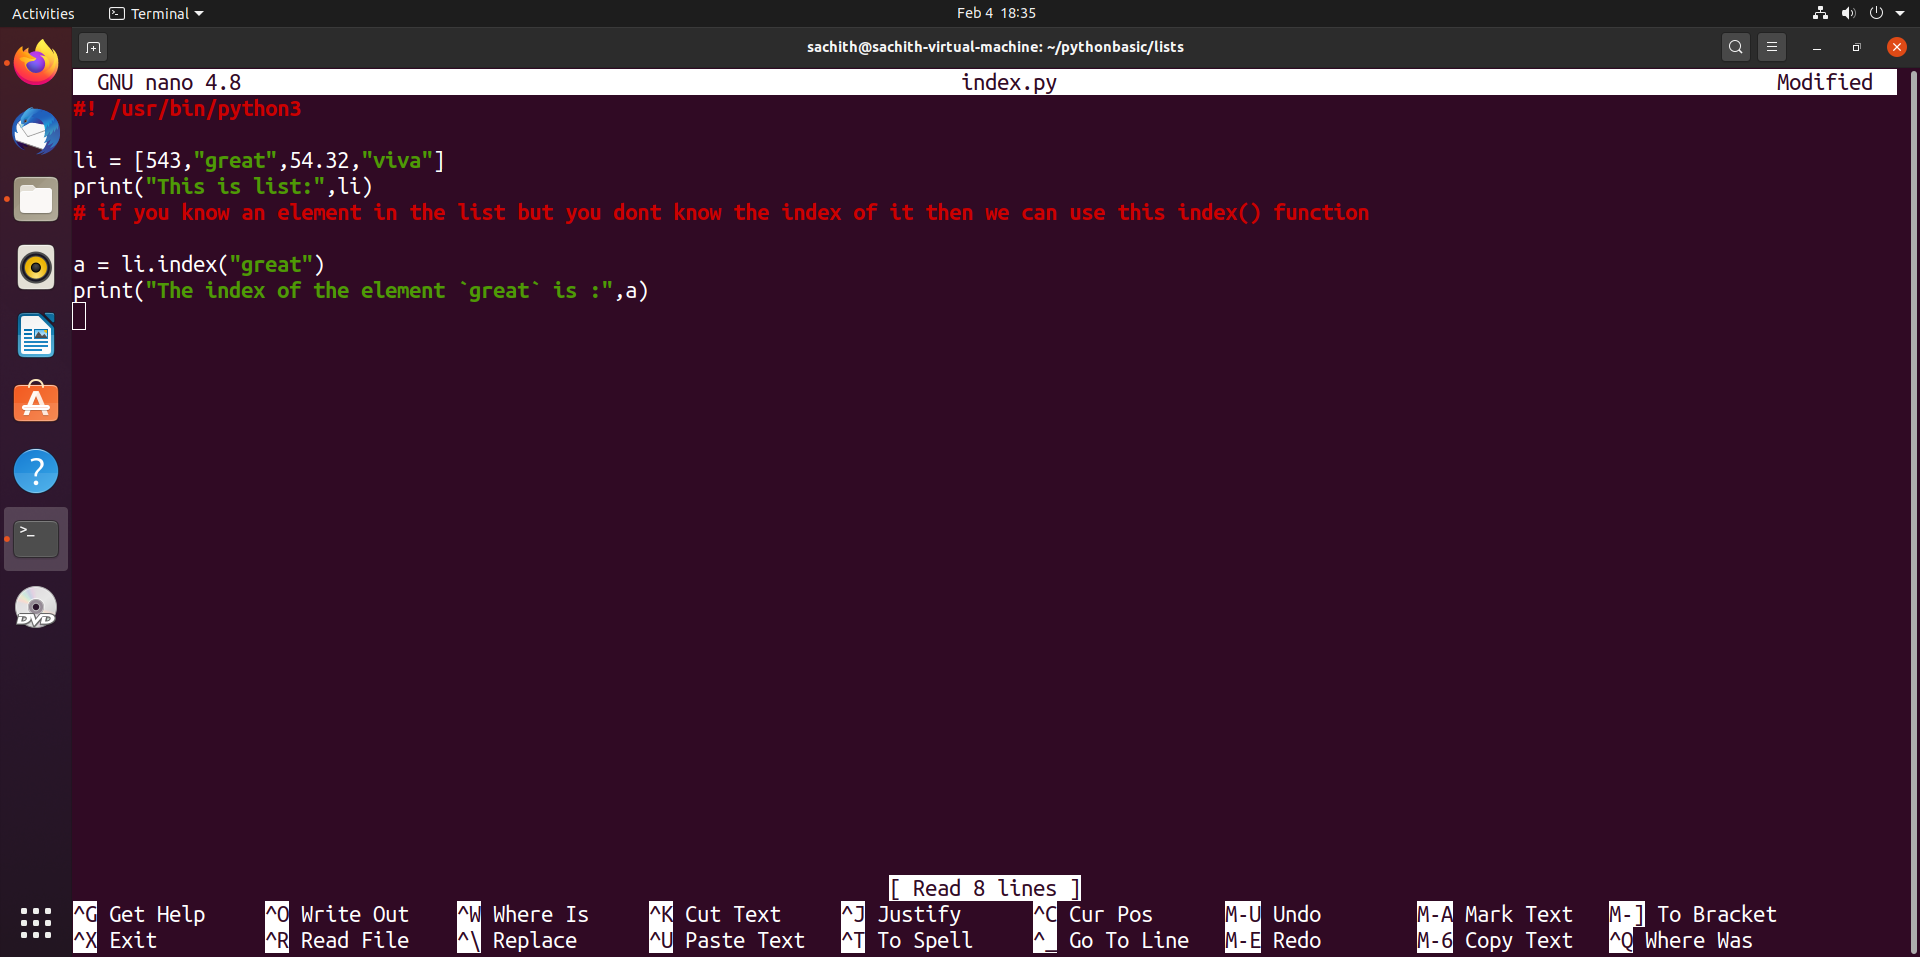 Activities Terminal Feb 4 18:35
sachith@sachith-virtual-machine: ~/pythonbasic/lists
GNU nano 4.8 index.py Modified
#! /usr/bin/python3
li = [543,"great",54.32,"viva"]
print("This is list:",li)
# if you know an element in the list but you dont know the index of it then we can use this index() function
a = li.index("great")
print("The index of the element `great` is :",a)
DVD
[ Read 8 lines ]
^G Get Help ^O Write Out ^W Where Is ^K Cut Text ^J Justify ^C Cur Pos M-U Undo M-A Mark Text M-] To Bracket
^X Exit ^R Read File ^\ Replace ^U Paste Text ^T To Spell ^_ Go To Line M-E Redo M-6 Copy Text ^Q Where Was